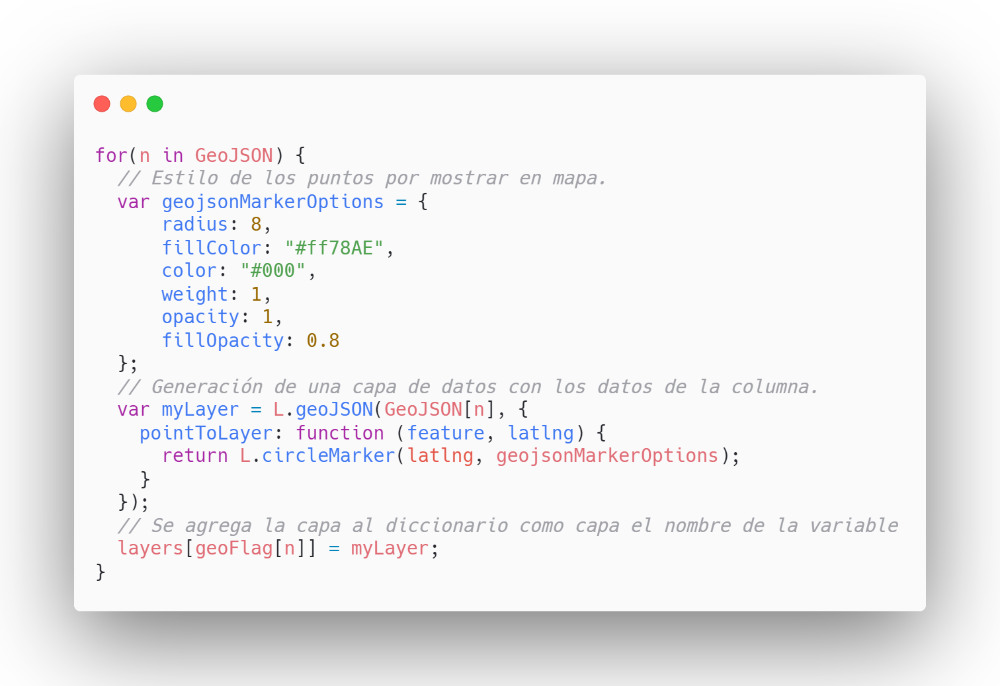 for(n in GeoJSON) {
  // Estilo de los puntos por mostrar en mapa.
  var geojsonMarkerOptions = {
      radius: 8,
      fillColor: "#ff78AE",
      color: "#000",
      weight: 1,
      opacity: 1,
      fillOpacity: 0.8
  };
  // Generación de una capa de datos con los datos de la columna.
  var myLayer = L.geoJSON(GeoJSON[n], {
    pointToLayer: function (feature, latlng) {
      return L.circleMarker(latlng, geojsonMarkerOptions);
    }
  });
  // Se agrega la capa al diccionario como capa el nombre de la variable
  layers[geoFlag[n]] = myLayer;
}